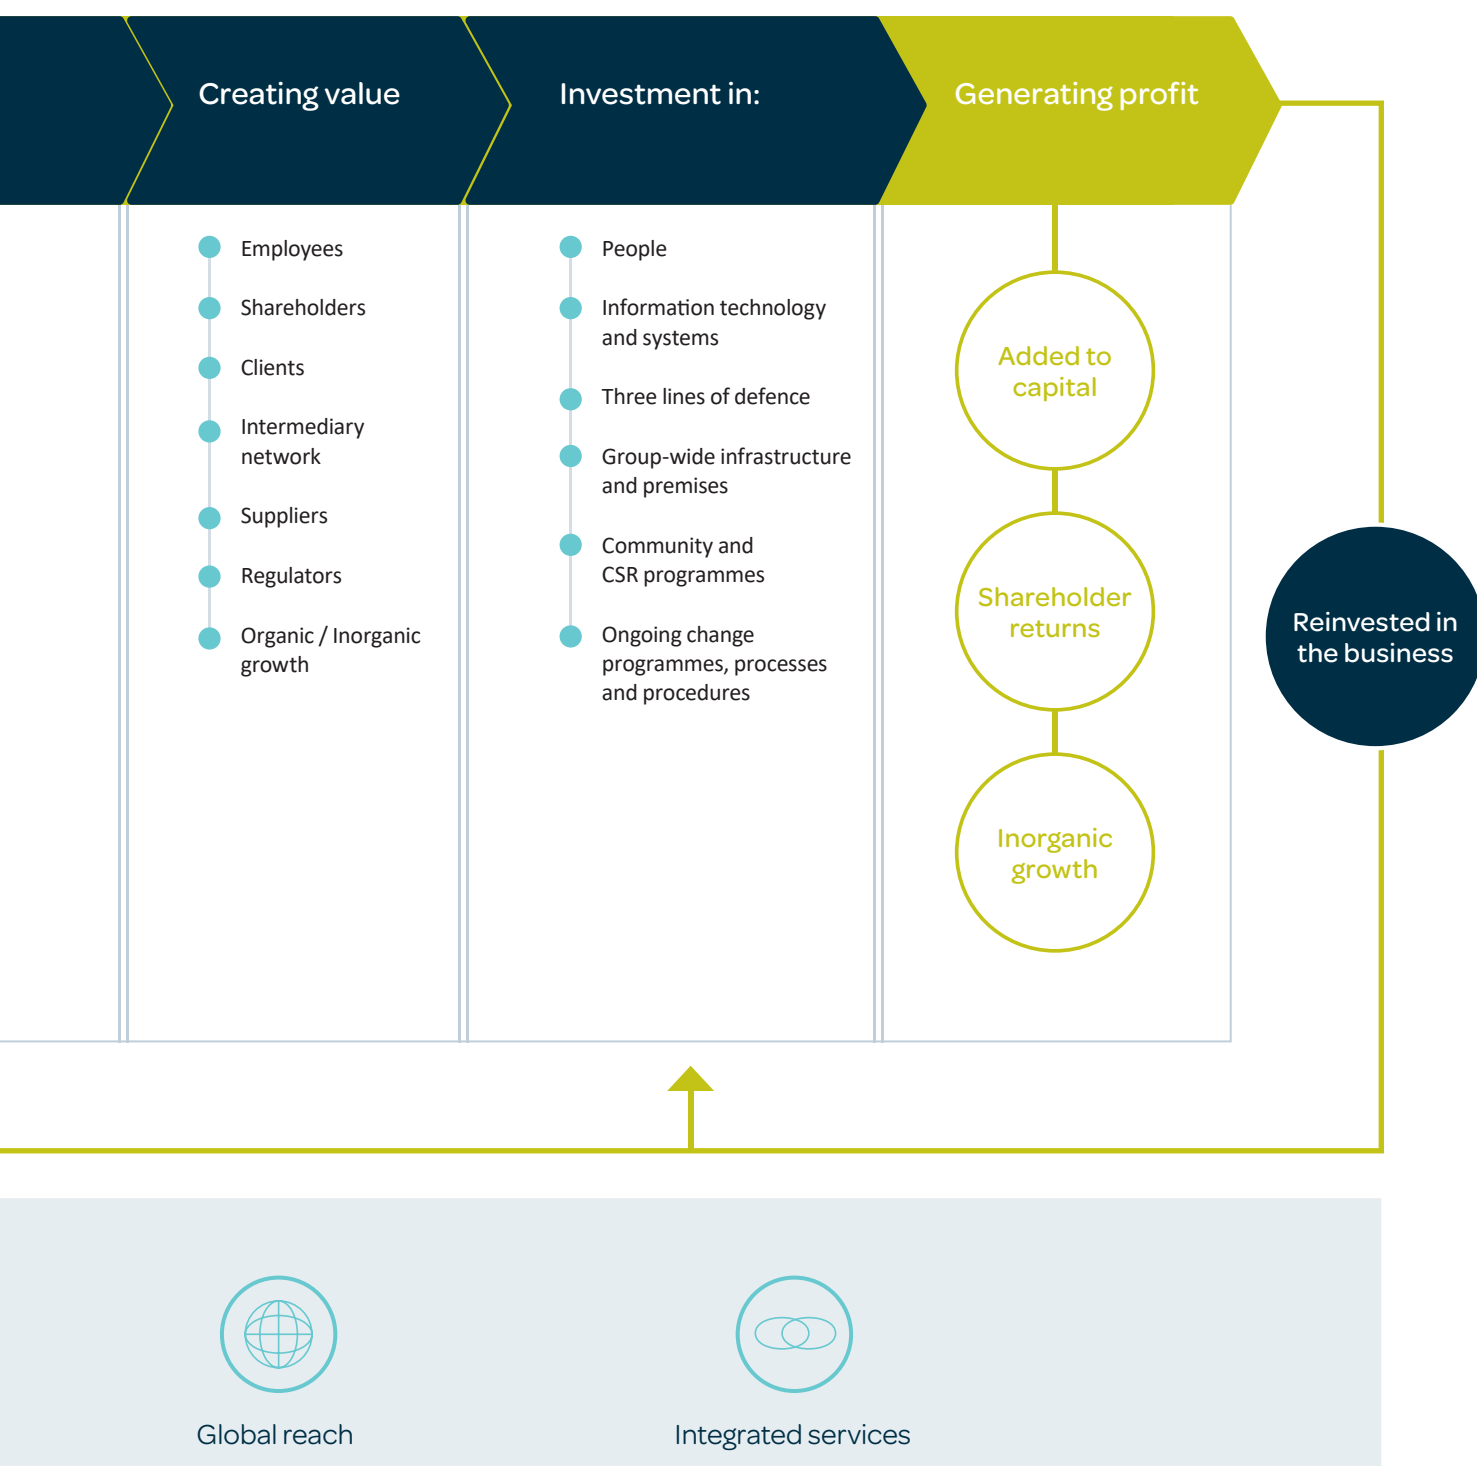 Creating value
Investment in:
Generating profit
Employees
Shareholders
Clients
Intermediary
network
Suppliers
Regulators
Organic / Inorganic
growth
People
Information technology
and systems
Three lines of defence
Group-wide infrastructure
and premises
Community and
CSR programmes
Ongoing change
programmes, processes
and procedures
Added to
capital
Shareholder
returns
Inorganic
growth
Reinvested in
the business
Global reach
Integrated services